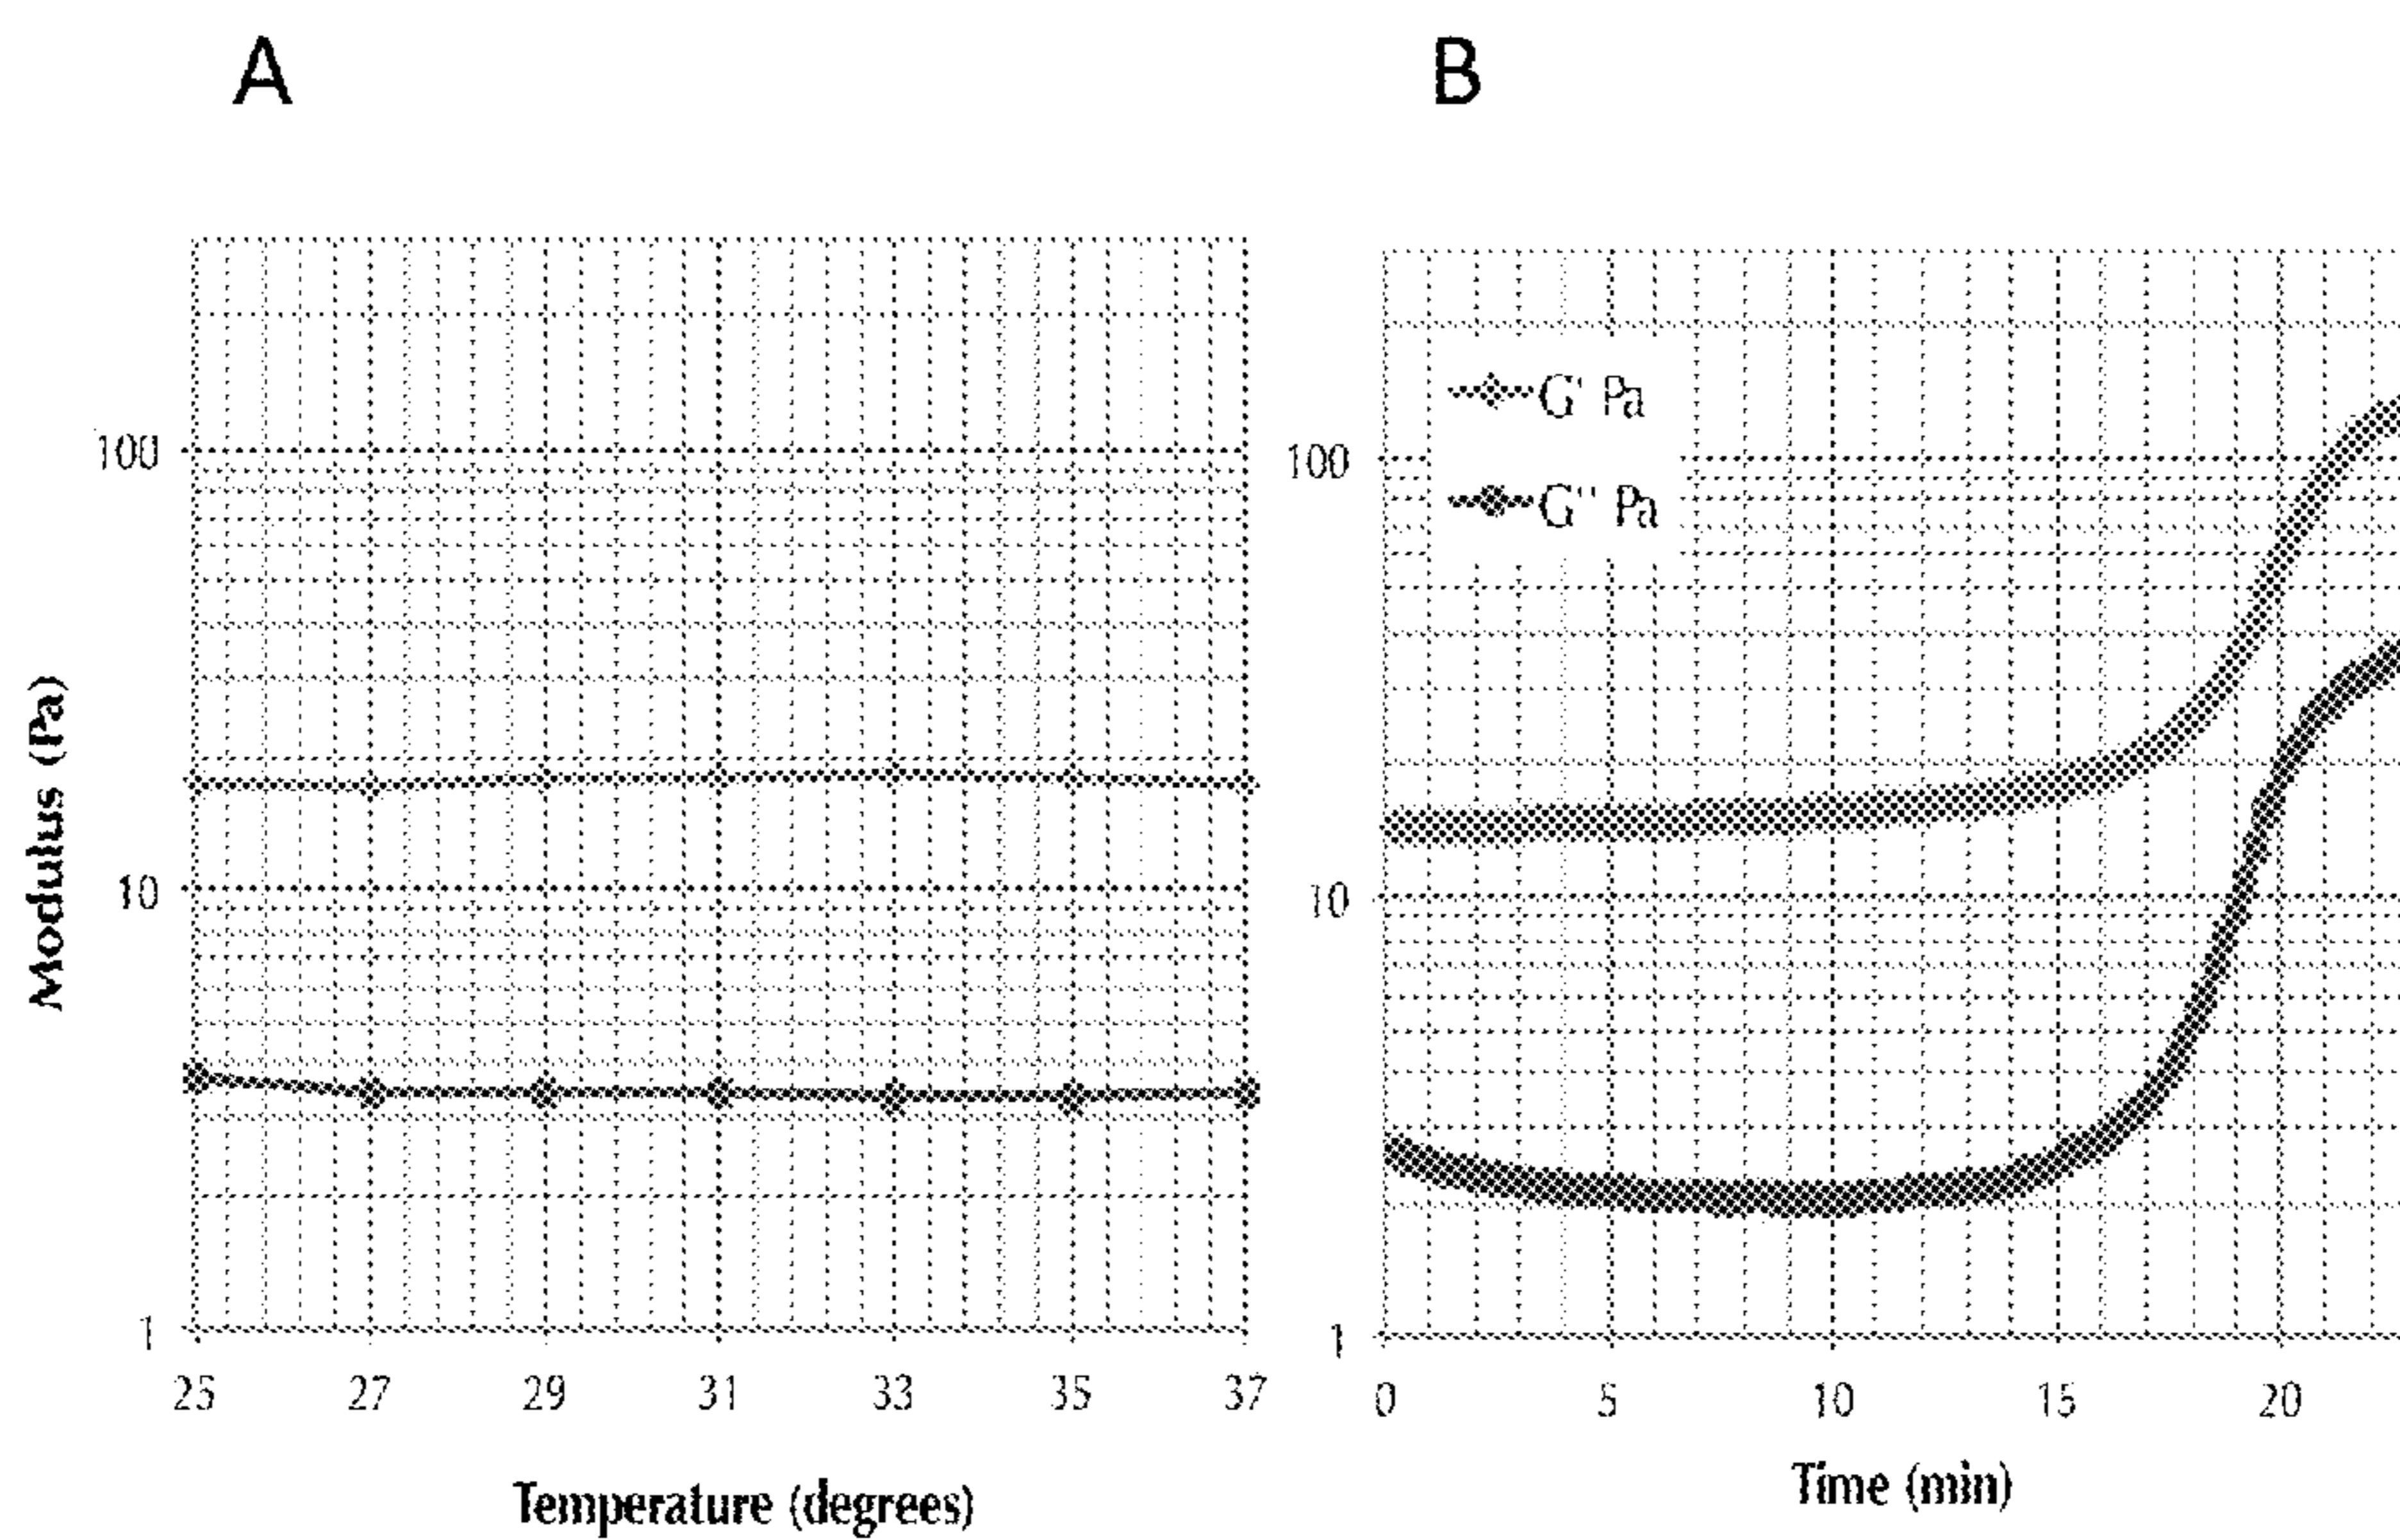 A
B
Modulus (Pa)
100
10
1
25 27 29 31 33 35 37
Temperature (degrees)
G' Pa
G'' Pa
100
10
1
0 5 10 15 20
Time (min)